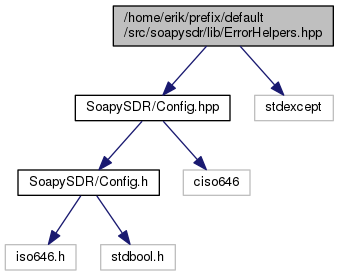 /home/erik/prefix/default
/src/soapysdr/lib/ErrorHelpers.hpp
SoapySDR/Config.hpp
stdexcept
SoapySDR/Config.h
ciso646
iso646.h
stdbool.h